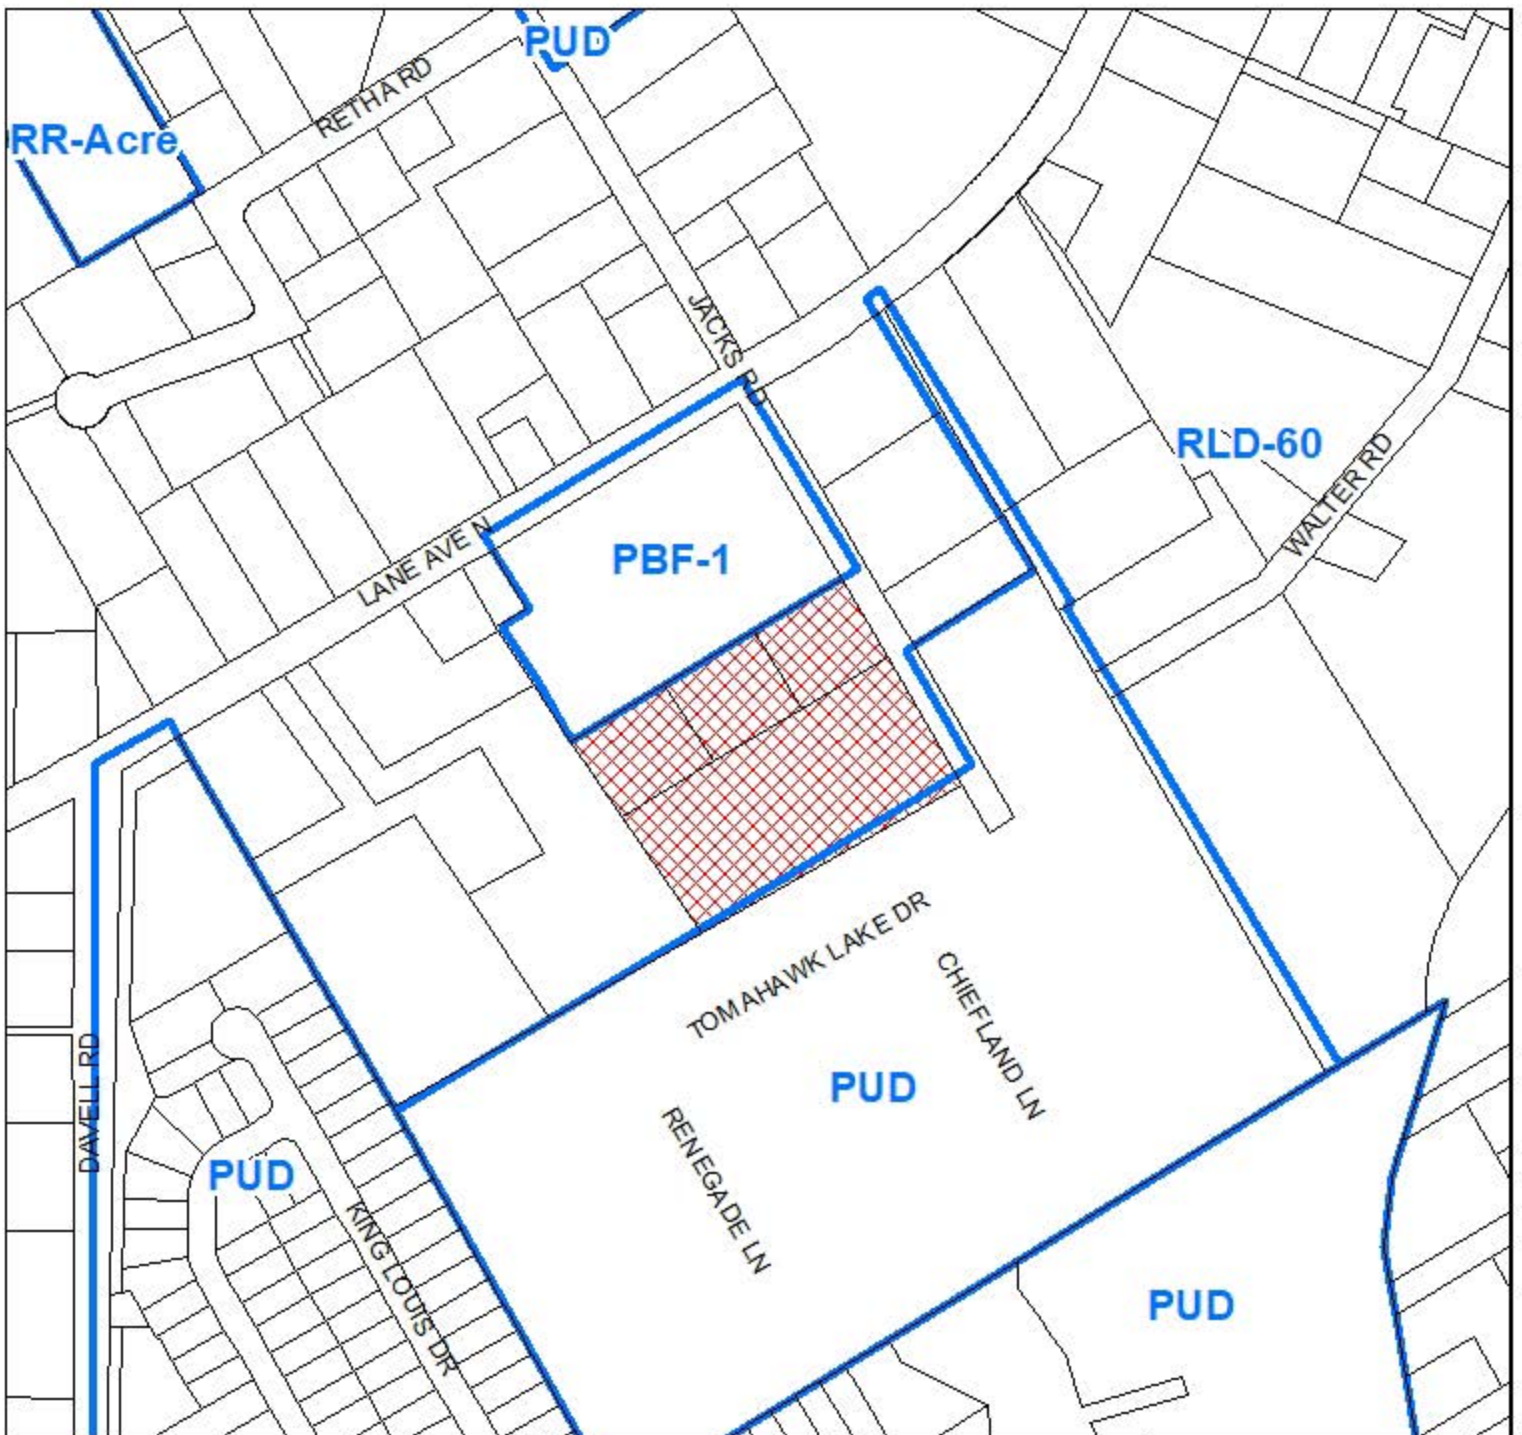 PUD
RETHA RD
RR-Acre
JACKS RD
RLD-60
WALTER RD
LANE AVE N
PBF-1
TOMAHAWK LAKE DR
CHIEFLAND LN
DAVELL RD
PUD
RENEGADE LN
PUD
KING LOUIS DR
PUD